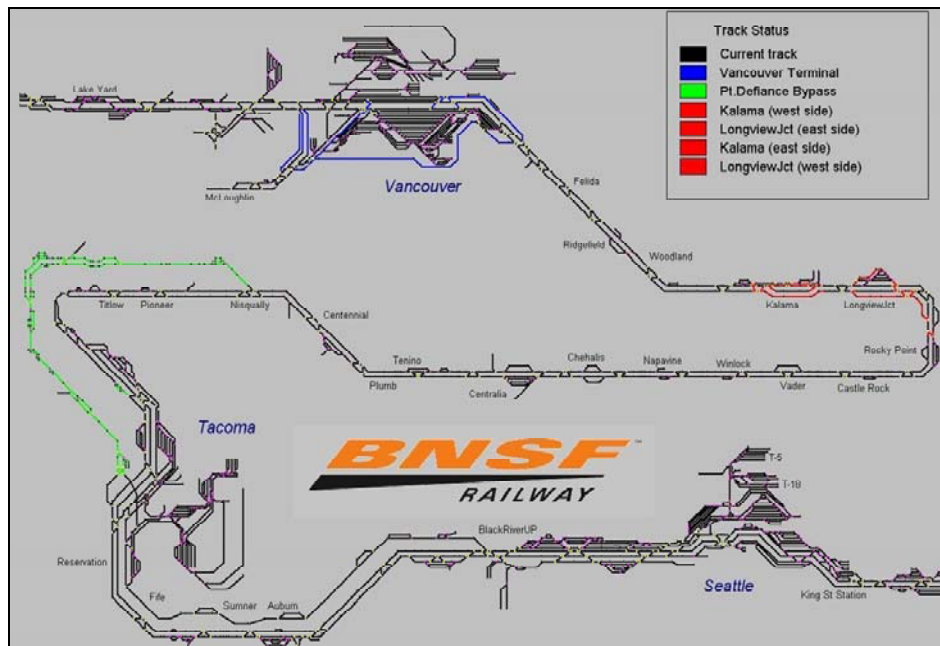 Track Status
Current track
Vancouver Terminal
Pt.Defiance Bypass
Kalama (west side)
LongviewJct (east side)
Kalama (east side)
LongviewJct (west side)
Lake Yard
McLoughlin
Vancouver
Felida
Ridgefield
Woodland
Kalama
LongviewJct
Titlow
Pioneer
Nisqually
Centennial
Rocky Point
Tenino
Plumb
Centralia
Chehalis
Napavine
Winlock
Vader
Castle Rock
Tacoma
BNSF
RAILWAY
TM
T-5
T-18
BlackRiverUP
Reservation
Fife
Sumner
Auburn
Seattle
King St Station